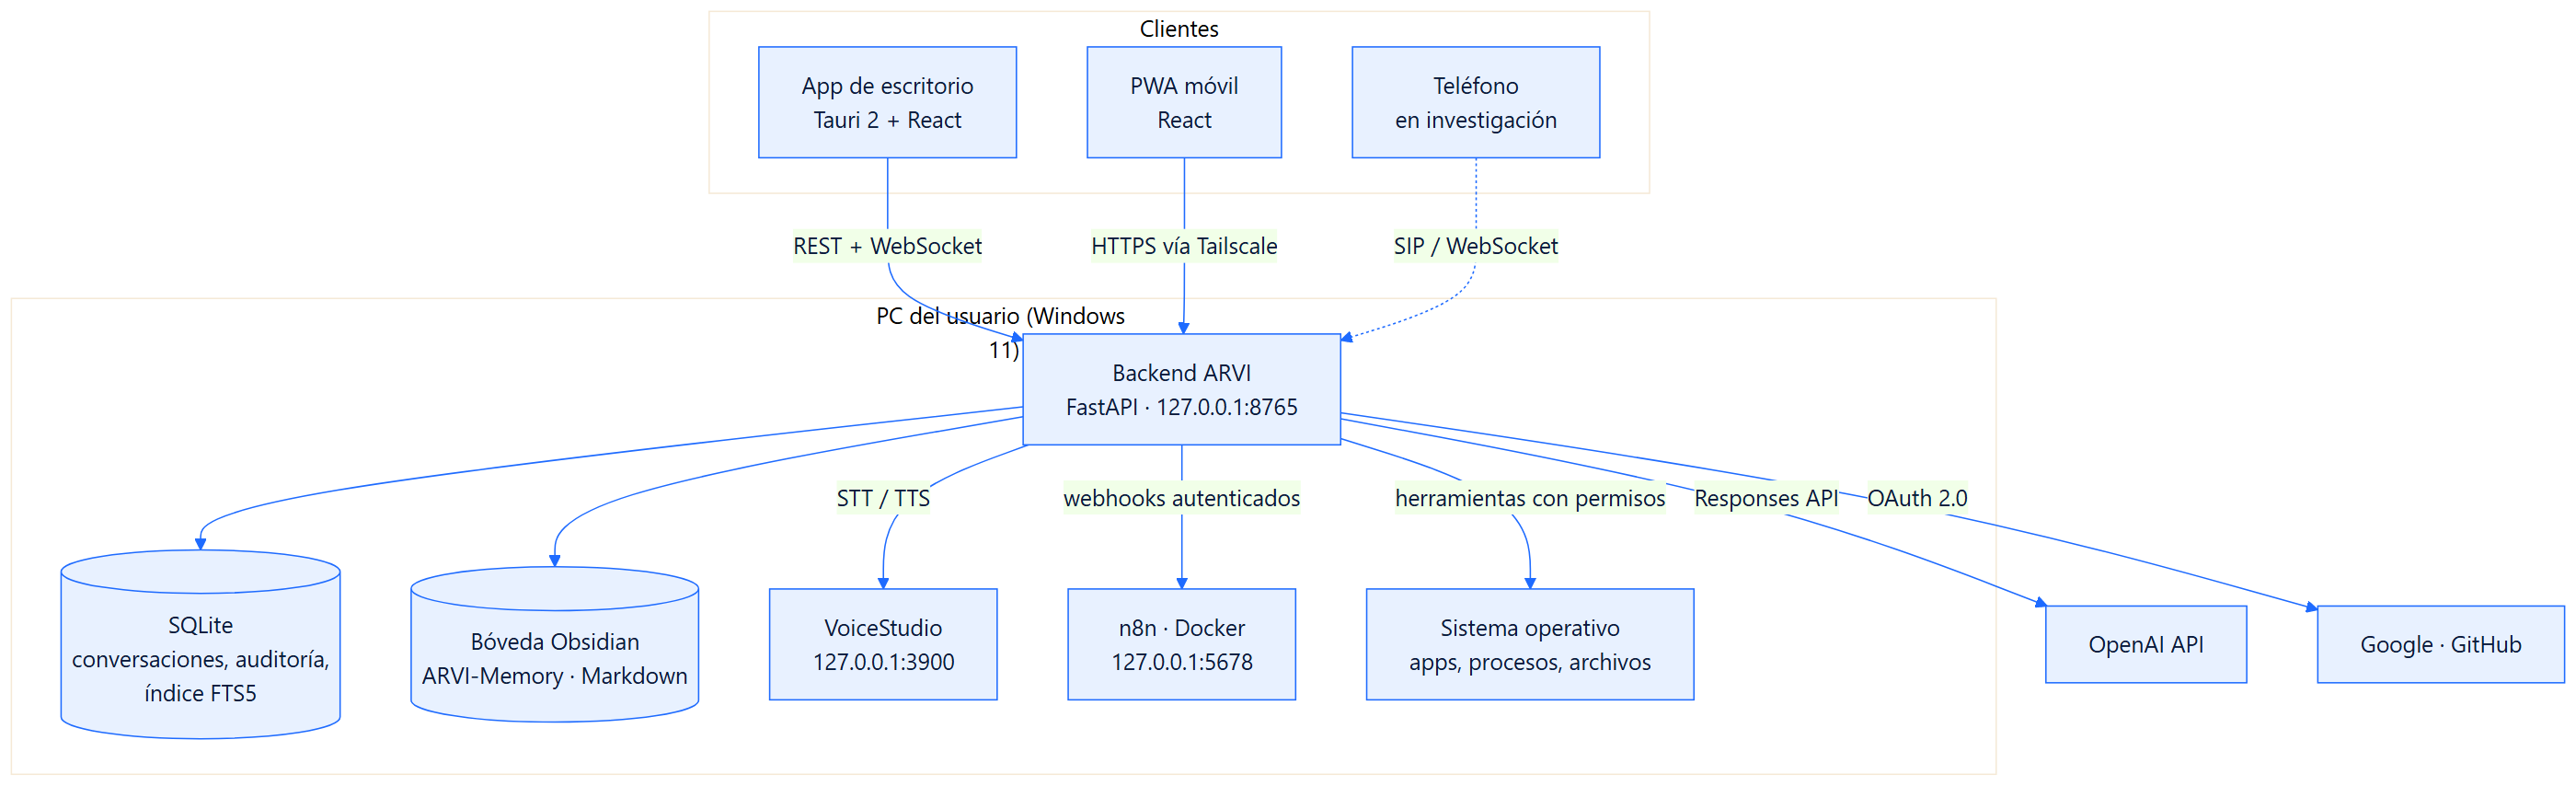 Clientes
App de escritorio
Tauri 2 + React
PWA móvil
React
Teléfono
en investigación
REST + WebSocket
HTTPS vía Tailscale
SIP / WebSocket
PC del usuario (Windows
11)
Backend ARVI
FastAPI · 127.0.0.1:8765
STT / TTS
webhooks autenticados
herramientas con permisos
Responses API
OAuth 2.0
SQLite
conversaciones, auditoría,
índice FTS5
Bóveda Obsidian
ARVI-Memory · Markdown
VoiceStudio
127.0.0.1:3900
n8n · Docker
127.0.0.1:5678
Sistema operativo
apps, procesos, archivos
OpenAI API
Google · GitHub